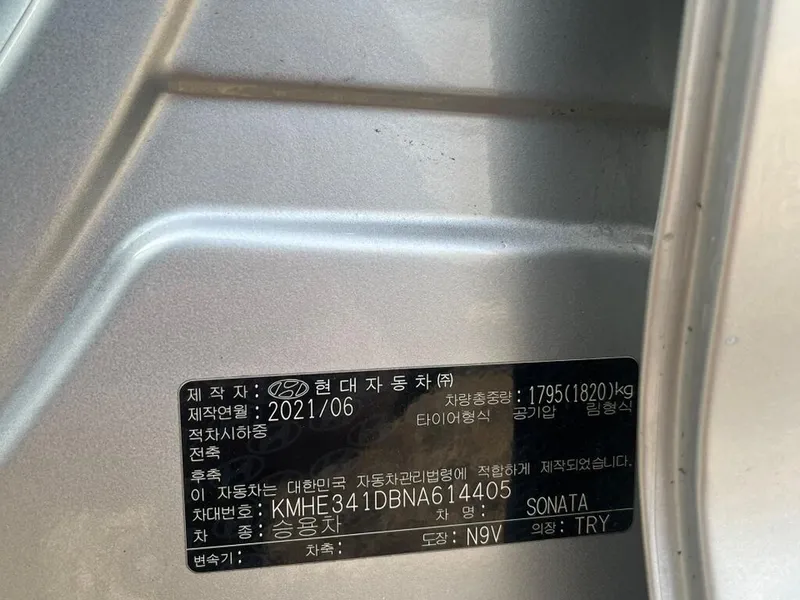 제 작 자 : 현대자동차(주)
제작연월 : 2021/06 차량총중량 : 1795(1820)kg
적차시하중 타이어형식 공기압 림형식
전축
후축
이 자동차는 대한민국 자동차관리법령에 적합하게 제작되었습니다.
차대번호 : KMHE341DBNA614405
차 종 : 승용차 차 명 : SONATA
변속기 : 차축 : 도장 : N9V 의장 : TRY